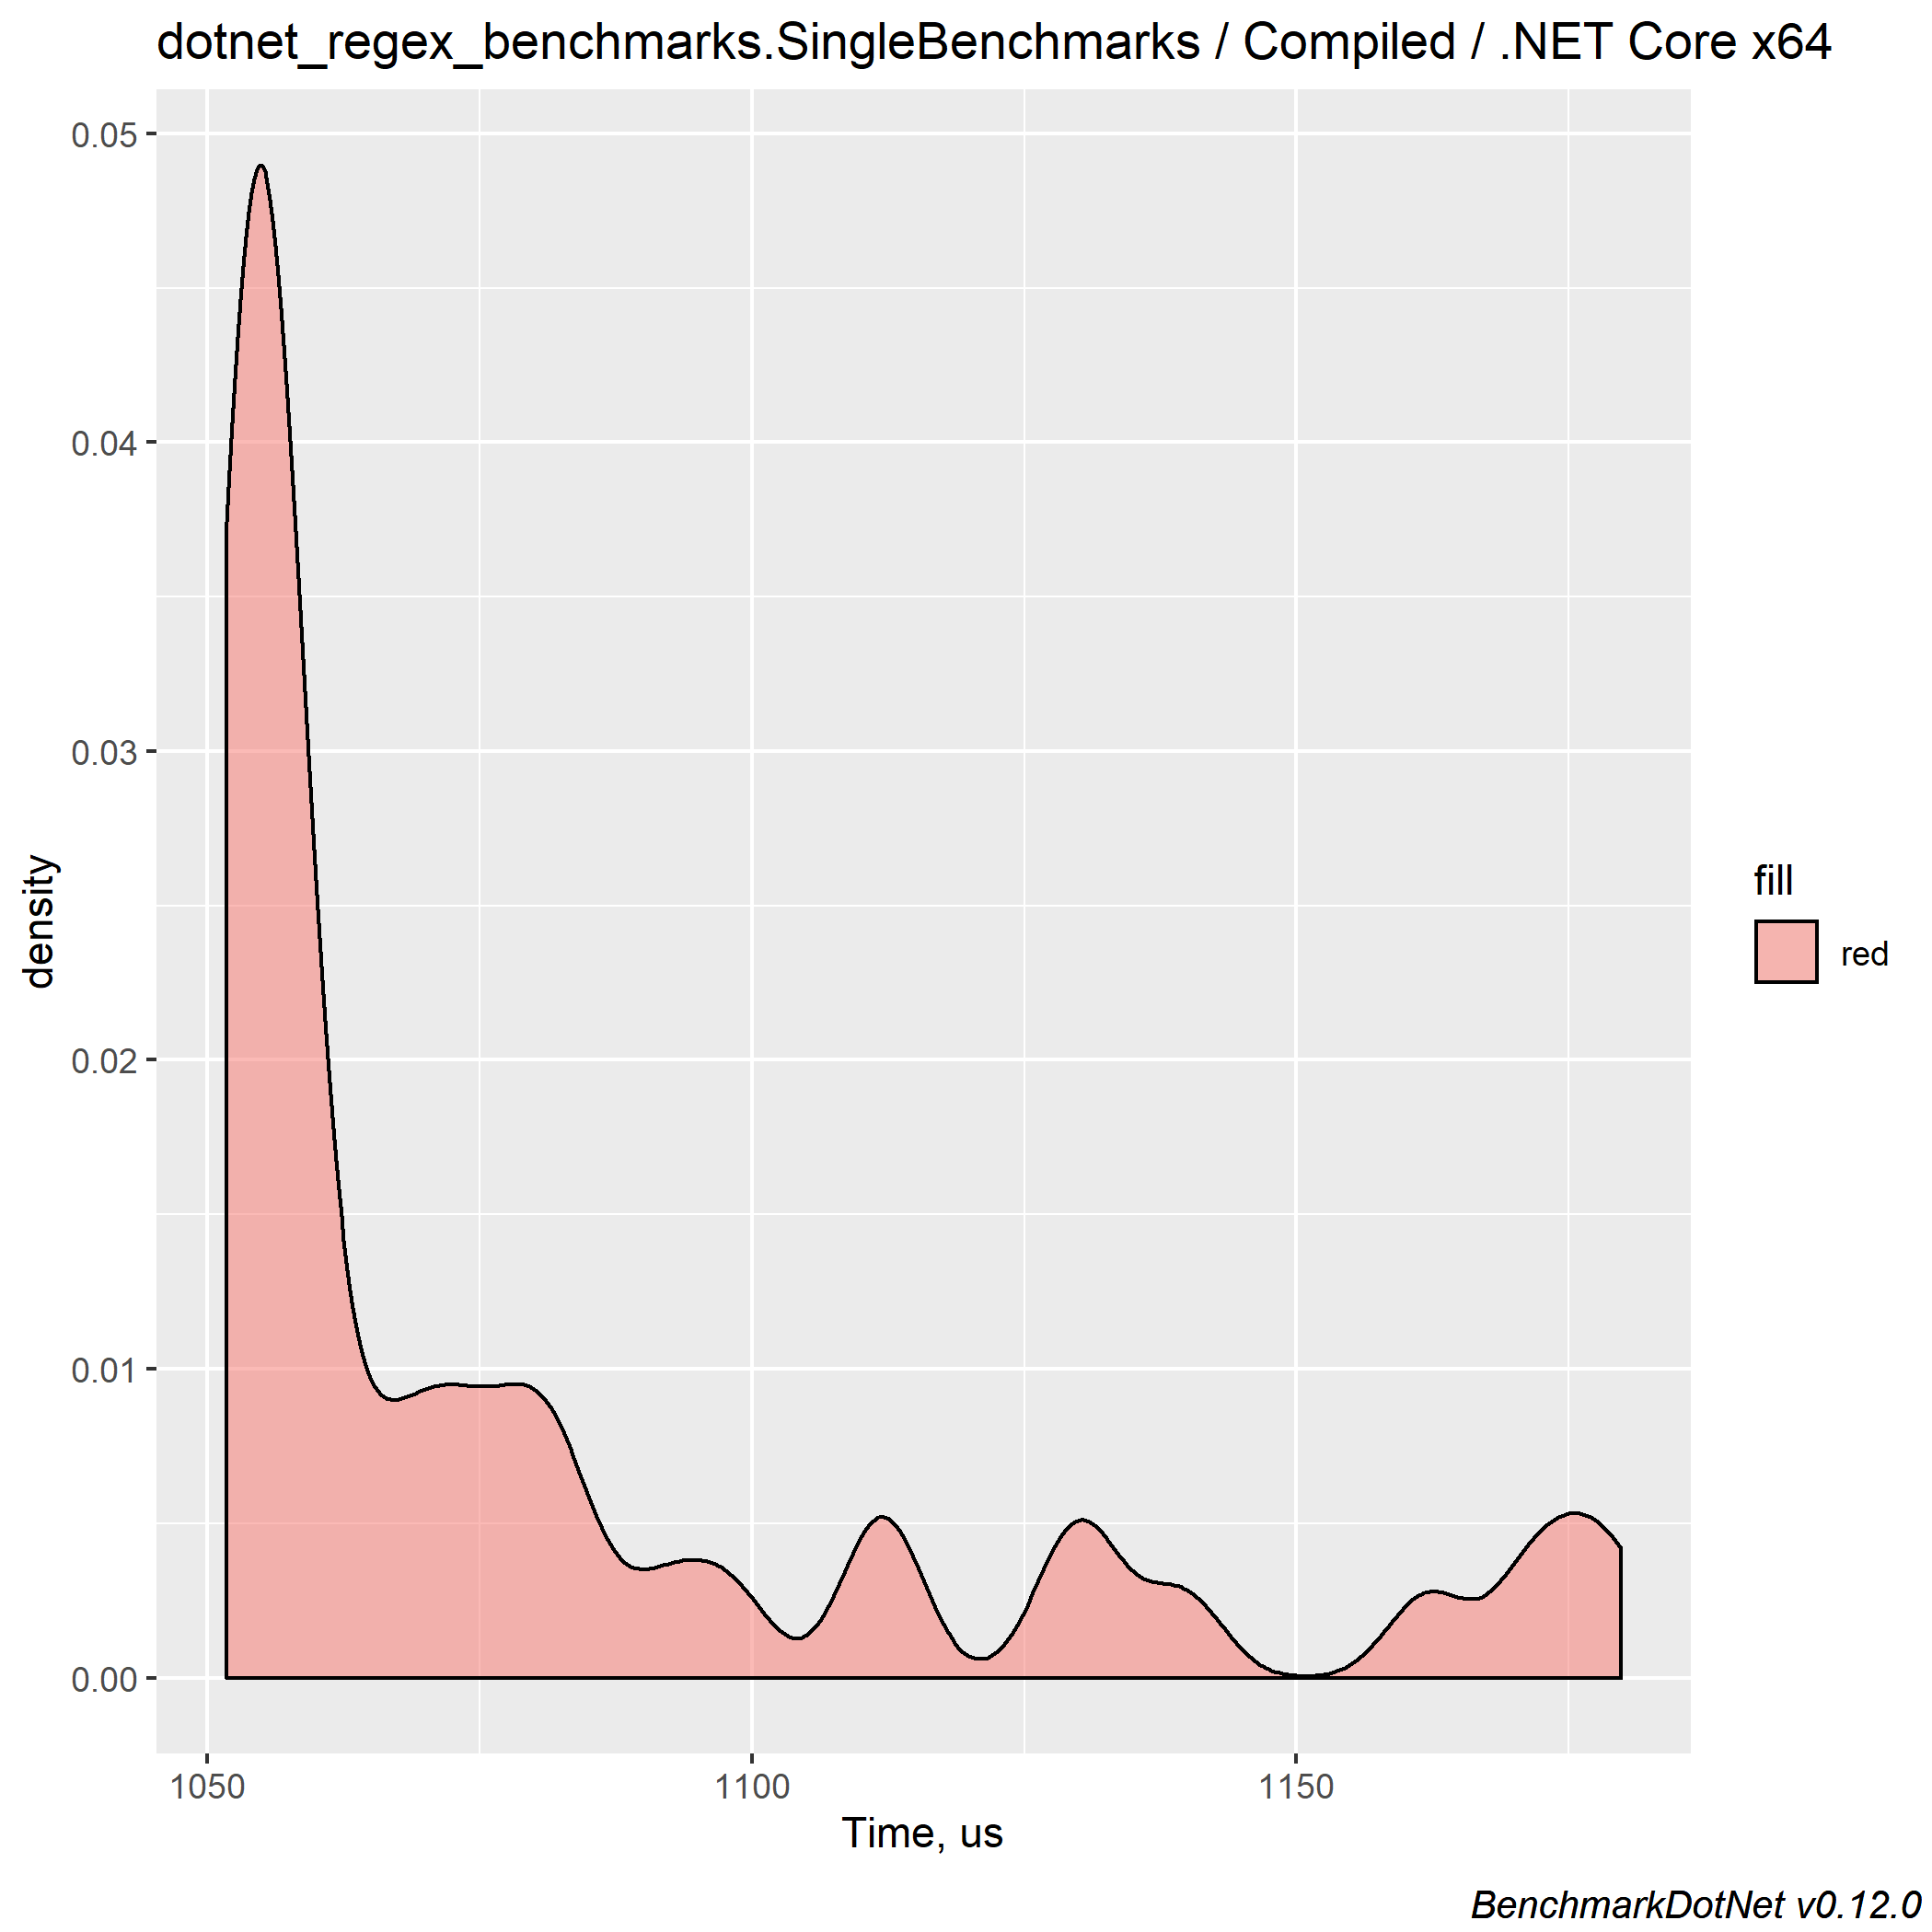 dotnet_regex_benchmarks.SingleBenchmarks / Compiled / .NET Core x64
0.05
0.04
0.03
0.02
0.01
0.00
density
1050 1100 1150
Time, us
fill
red
BenchmarkDotNet v0.12.0